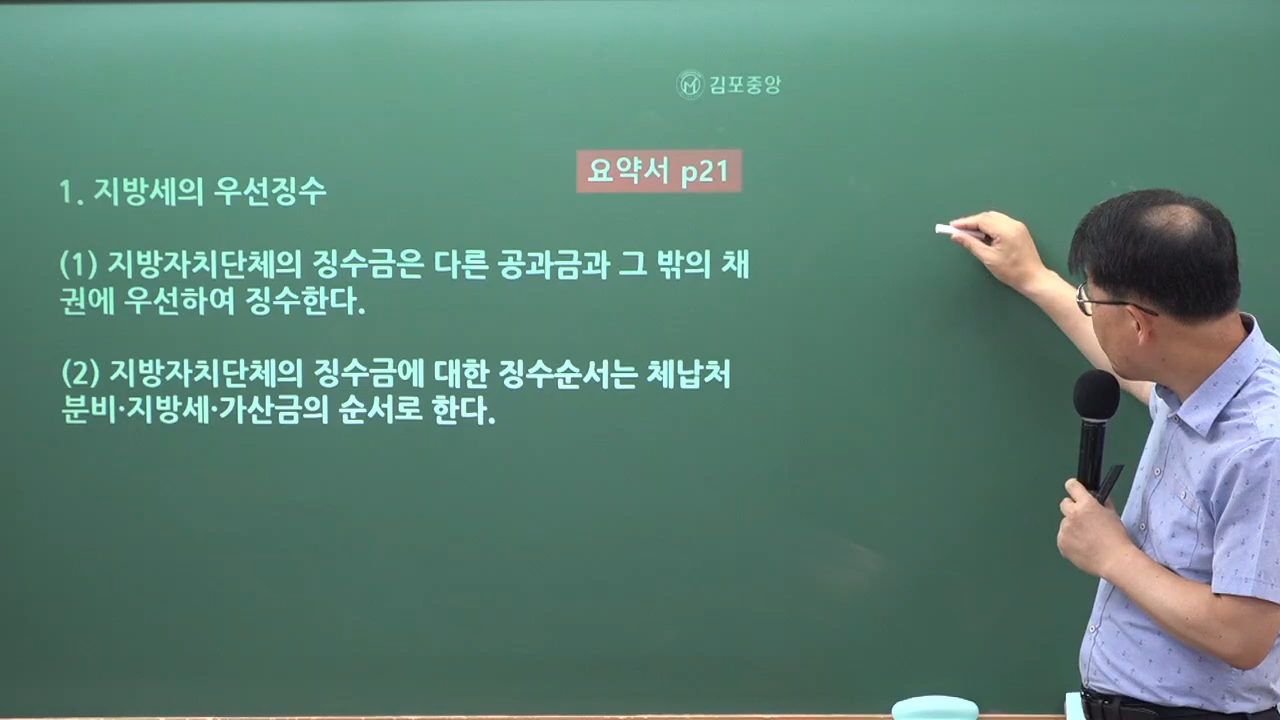 김포중앙
요약서 p21
1. 지방세의 우선징수
(1) 지방자치단체의 징수금은 다른 공과금과 그 밖의 채
권에 우선하여 징수한다.
(2) 지방자치단체의 징수금에 대한 징수순서는 체납처
분비·지방세·가산금의 순서로 한다.